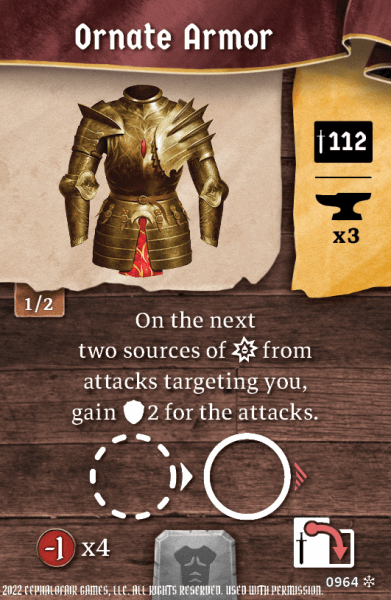 Ornate Armor
112
x3
1/2
On the next
two sources of from
attacks targeting you,
gain 2 for the attacks.
-1 x4
0964
2022 CEPHALOFAIR GAMES, LLC. ALL RIGHTS RESERVED. USED WITH PERMISSION.